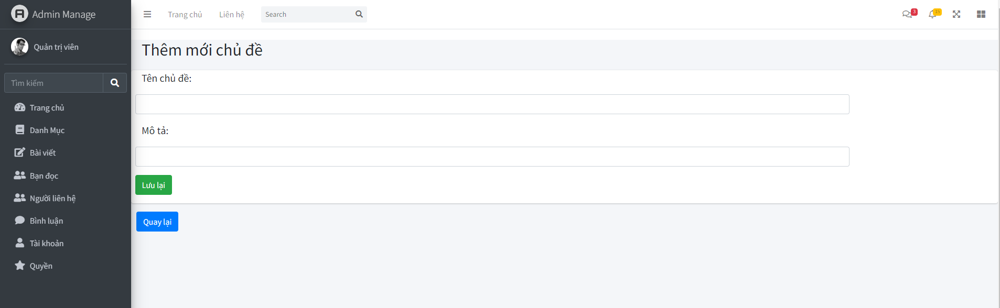 Admin Manage
Quản trị viên
Tìm kiếm
Trang chủ
Danh Mục
Bài viết
Bạn đọc
Người liên hệ
Bình luận
Tài khoản
Quyền
Trang chủ
Liên hệ
Search
3
15
Thêm mới chủ đề
Tên chủ đề:
Mô tả:
Lưu lại
Quay lại